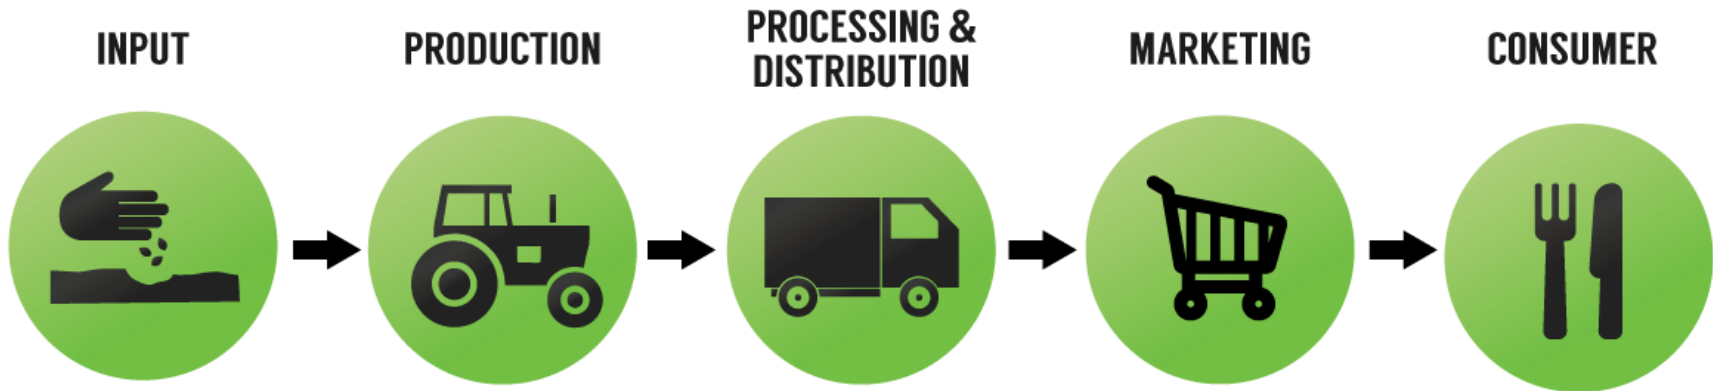 INPUT
PRODUCTION
PROCESSING &
DISTRIBUTION
MARKETING
CONSUMER